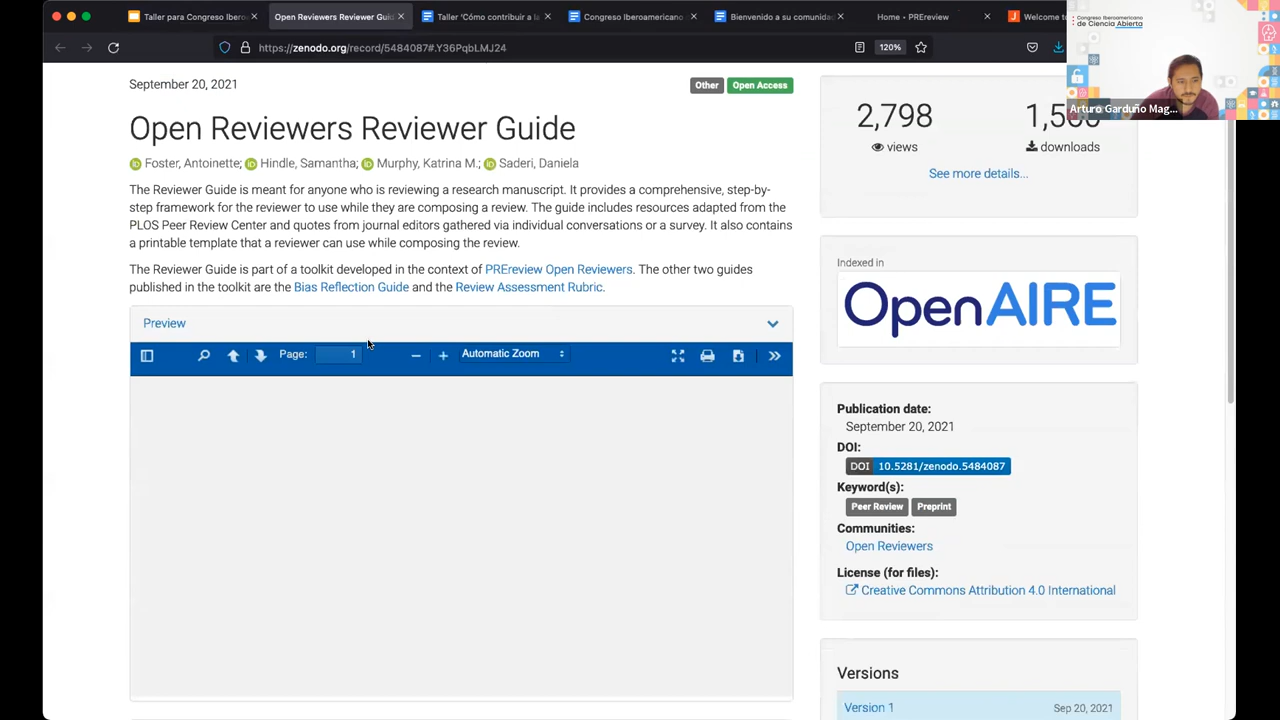 Taller para Congreso Ibero
Open Reviewers Reviewer Gui
Taller 'Cómo contribuir a la
Congreso Iberoamericano
Bienvenido a su comunida
Home - PREreview
Welcome t
https://zenodo.org/record/5484087#.Y36PqbLMJ24
120%
Congreso Iberoamericano
de Ciencia Abierta
Arturo Garduño Mag...
September 20, 2021
Other
Open Access
Open Reviewers Reviewer Guide
Foster, Antoinette; Hindle, Samantha; Murphy, Katrina M.; Saderi, Daniela
The Reviewer Guide is meant for anyone who is reviewing a research manuscript. It provides a comprehensive, step-by-
step framework for the reviewer to use while they are composing a review. The guide includes resources adapted from the
PLOS Peer Review Center and quotes from journal editors gathered via individual conversations or a survey. It also contains
a printable template that a reviewer can use while composing the review.
The Reviewer Guide is part of a toolkit developed in the context of PREreview Open Reviewers. The other two guides
published in the toolkit are the Bias Reflection Guide and the Review Assessment Rubric.
Preview
Page: 1
Automatic Zoom
2,798
views
downloads
See more details...
Indexed in
OpenAIRE
Publication date:
September 20, 2021
DOI:
DOI 10.5281/zenodo.5484087
Keyword(s):
Peer Review Preprint
Communities:
Open Reviewers
License (for files):
Creative Commons Attribution 4.0 International
Versions
Version 1
Sep 20, 2021